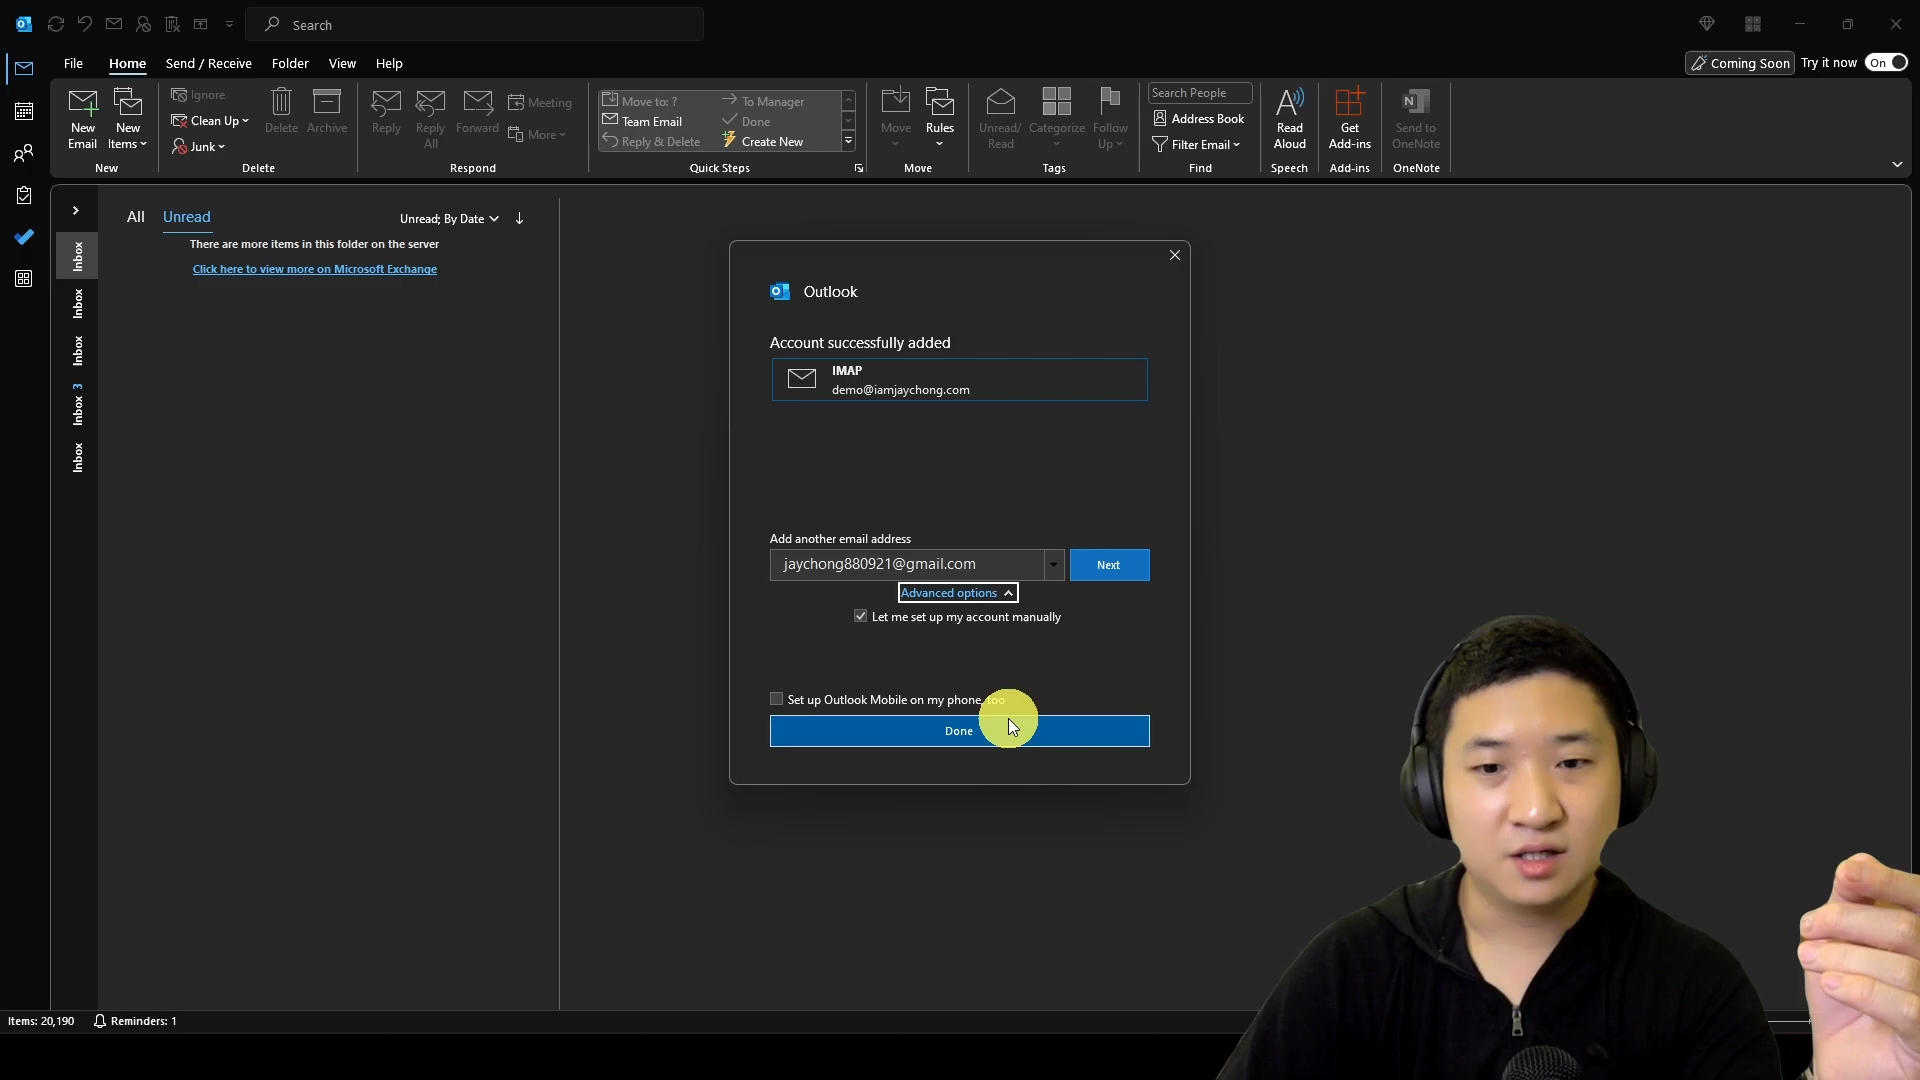 Search
File Home Send / Receive Folder View Help
Coming Soon Try it now On
New Email
New Items
Ignore
Clean Up
Junk
Delete
Archive
Reply
Reply All
Forward
Meeting
More
Move to: ?
Team Email
Reply & Delete
To Manager
Done
Create New
Move
Rules
Unread/ Read
Categorize
Follow Up
Search People
Address Book
Filter Email
Read Aloud
Get Add-ins
Send to OneNote
New
Delete
Respond
Quick Steps
Move
Tags
Find
Speech
Add-ins
OneNote
All Unread
Unread; By Date
There are more items in this folder on the server
Click here to view more on Microsoft Exchange
Inbox
Inbox
Inbox
Inbox 3
Inbox
Outlook
Account successfully added
IMAP
demo@iamjaychong.com
Add another email address
jaychong880921@gmail.com
Next
Advanced options
Let me set up my account manually
Set up Outlook Mobile on my phone, too
Done
Items: 20,190 Reminders: 1